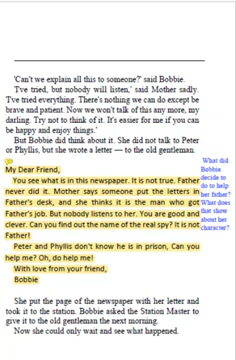 'Can't we explain all this to someone?' said Bobbie.
'I've tried, but nobody will listen,' said Mother sadly.
'I've tried everything. There's nothing we can do except be
brave and patient. Now we won't talk of this any more, my
darling. Try not to think of it. It's easier for me if you can
be happy and enjoy things.'
But Bobbie did think about it. She did not talk to Peter
or Phyllis, but she wrote a letter — to the old gentleman.
My Dear Friend,
You see what is in this newspaper. It is not true. Father
never did it. Mother says someone put the letters in
Father's desk, and she thinks it is the man who got
Father's job. But nobody listens to her. You are good and
clever. Can you find out the name of the real spy? It is not
Father!
Peter and Phyllis don't know he is in prison, Can you
help me? Oh, do help me!
With love from your friend,
Bobbie
She put the page of the newspaper with her letter and
took it to the station. Bobbie asked the Station Master to
give it to the old gentleman the next morning.
Now she could only wait and see what happened.
What did
Bobbie
decide to
do to help
her father?
What does
that show
about her
character?